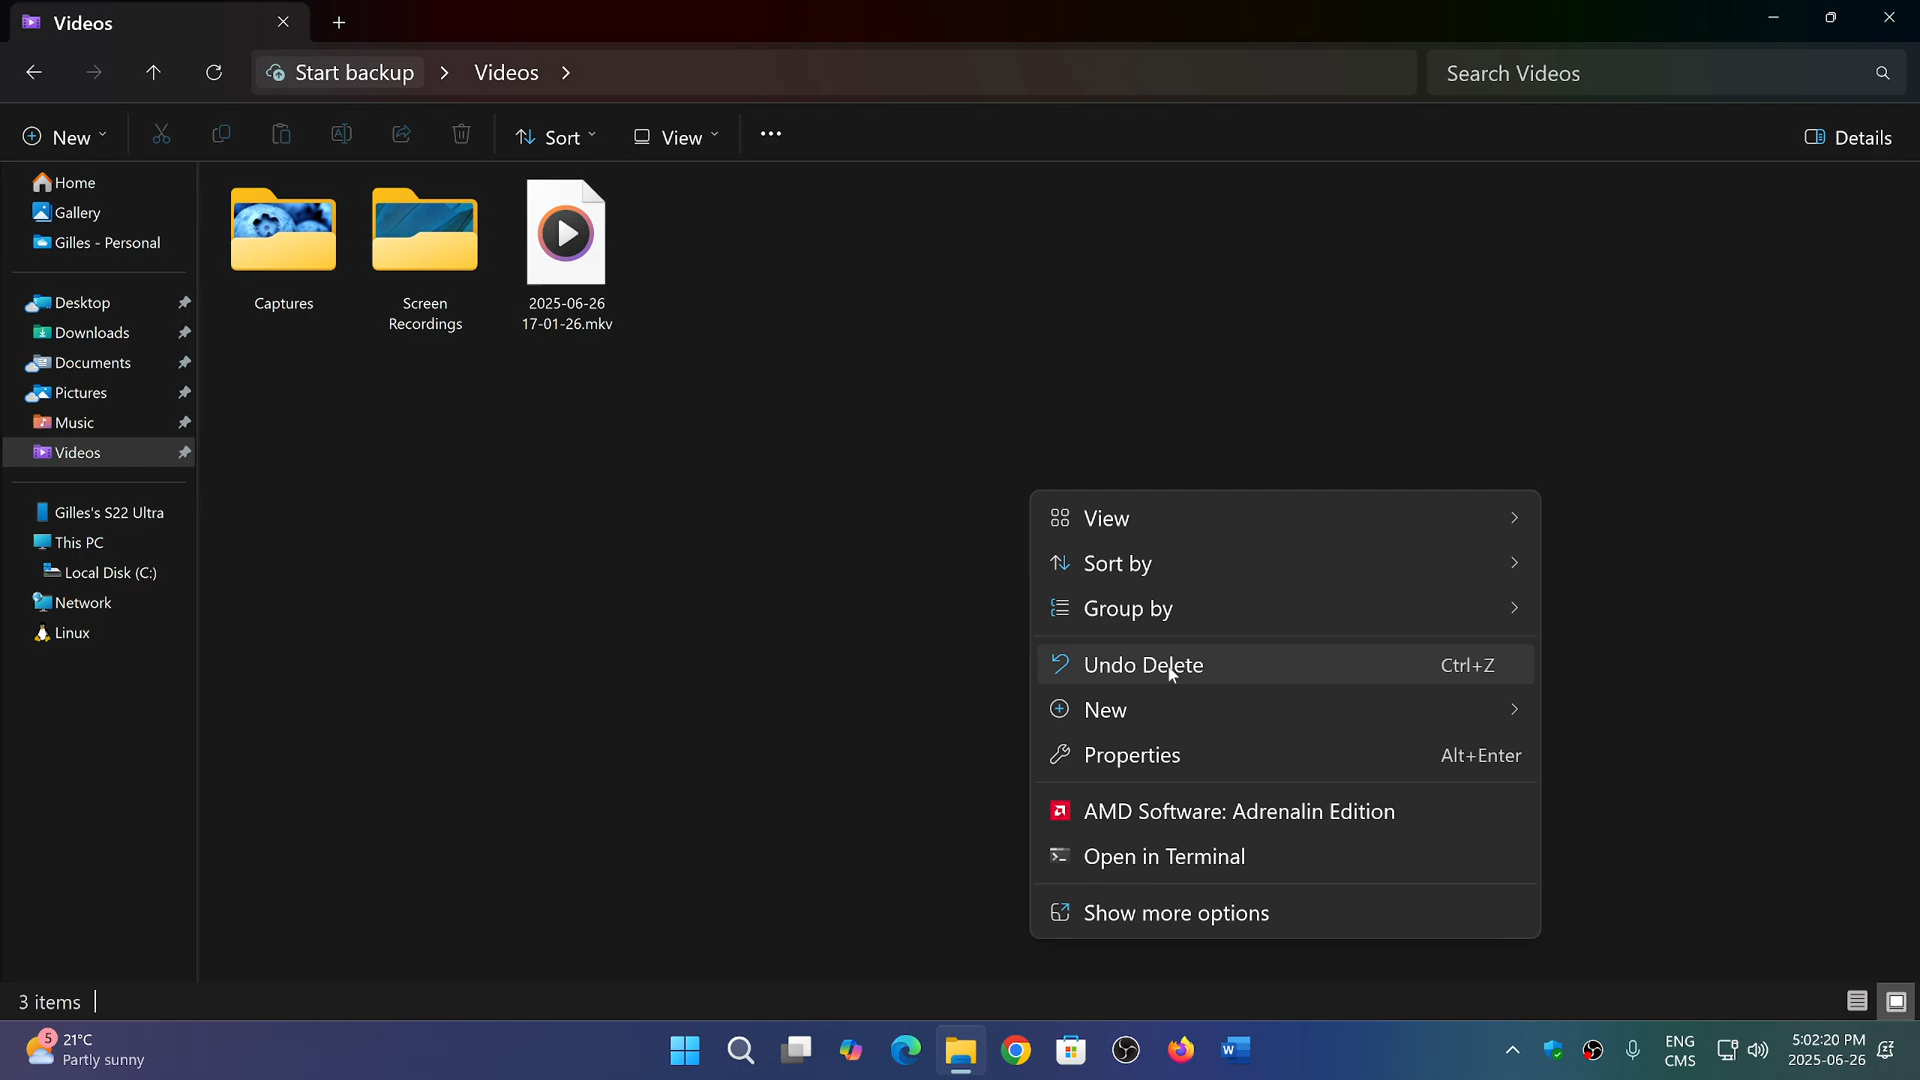 Videos
Start backup
Videos
Search Videos
New
Sort
View
Details
Home
Gallery
Gilles - Personal
Desktop
Downloads
Documents
Pictures
Music
Videos
Gilles's S22 Ultra
This PC
Local Disk (C:)
Network
Linux
Captures
Screen
Recordings
2025-06-26
17-01-26.mkv
View
Sort by
Group by
Undo Delete Ctrl+Z
New
Properties Alt+Enter
AMD Software: Adrenalin Edition
Open in Terminal
Show more options
3 items
5
21°C
Partly sunny
ENG
CMS
5:02:20 PM
2025-06-26